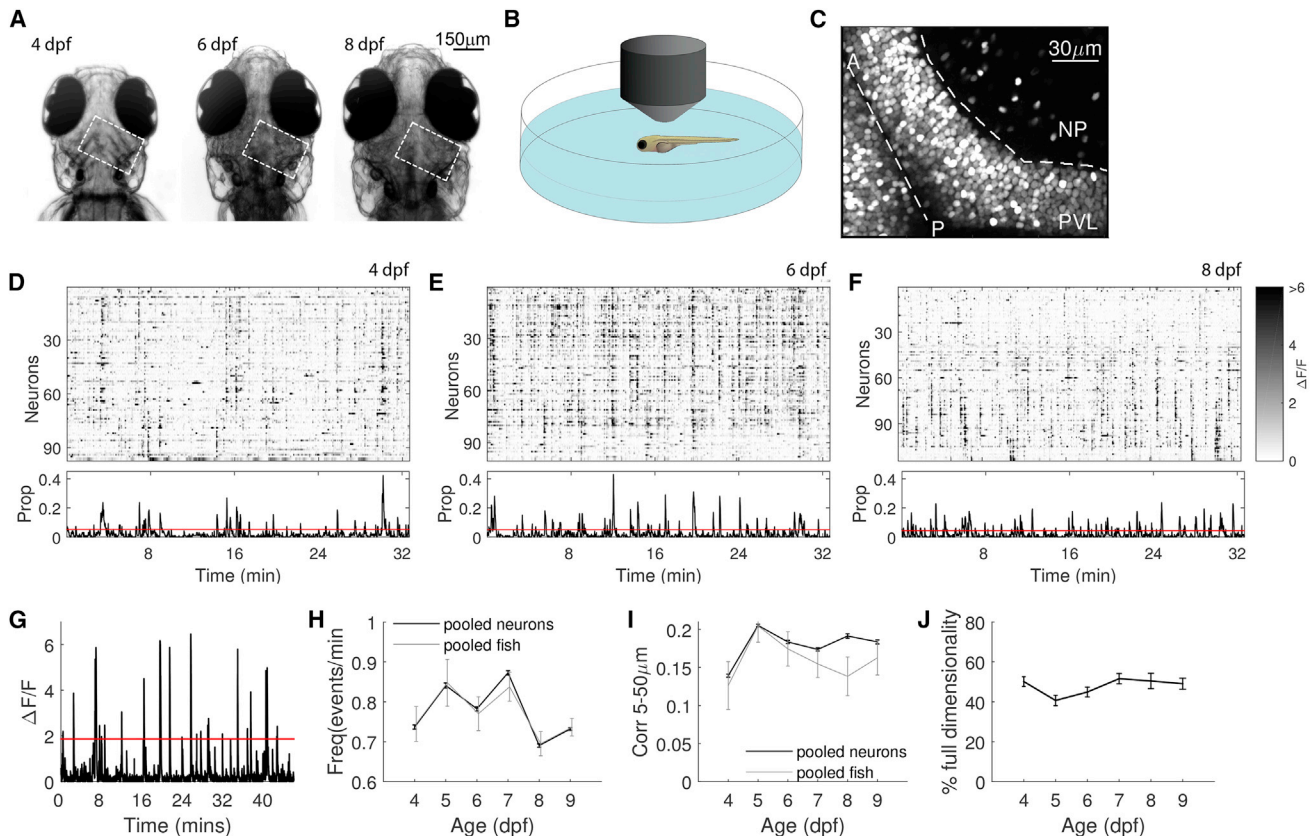 A
4 dpf
6 dpf
8 dpf
150μm
B
C
30μm
A
NP
P
PVL
D
4 dpf
Neurons
30
60
90
Prop
0.4
0.2
0
8
16
24
32
Time (min)
E
6 dpf
Neurons
30
60
90
Prop
0.4
0.2
0
8
16
24
32
Time (min)
F
8 dpf
Neurons
30
60
90
>6
4
2
0
ΔF/F
Prop
0.4
0.2
0
8
16
24
32
Time (min)
G
ΔF/F
6
4
2
0
0
8
16
26
32
40
Time (mins)
H
Freq(events/min
1
0.9
0.8
0.7
0.6
pooled neurons
pooled fish
4 5 6 7 8 9
Age (dpf)
I
Corr 5-50μm
0.2
0.15
0.1
0.05
0
pooled neurons
pooled fish
4 5 6 7 8 9
Age (dpf)
J
% full dimensionality
80
60
40
20
0
4 5 6 7 8 9
Age (dpf)